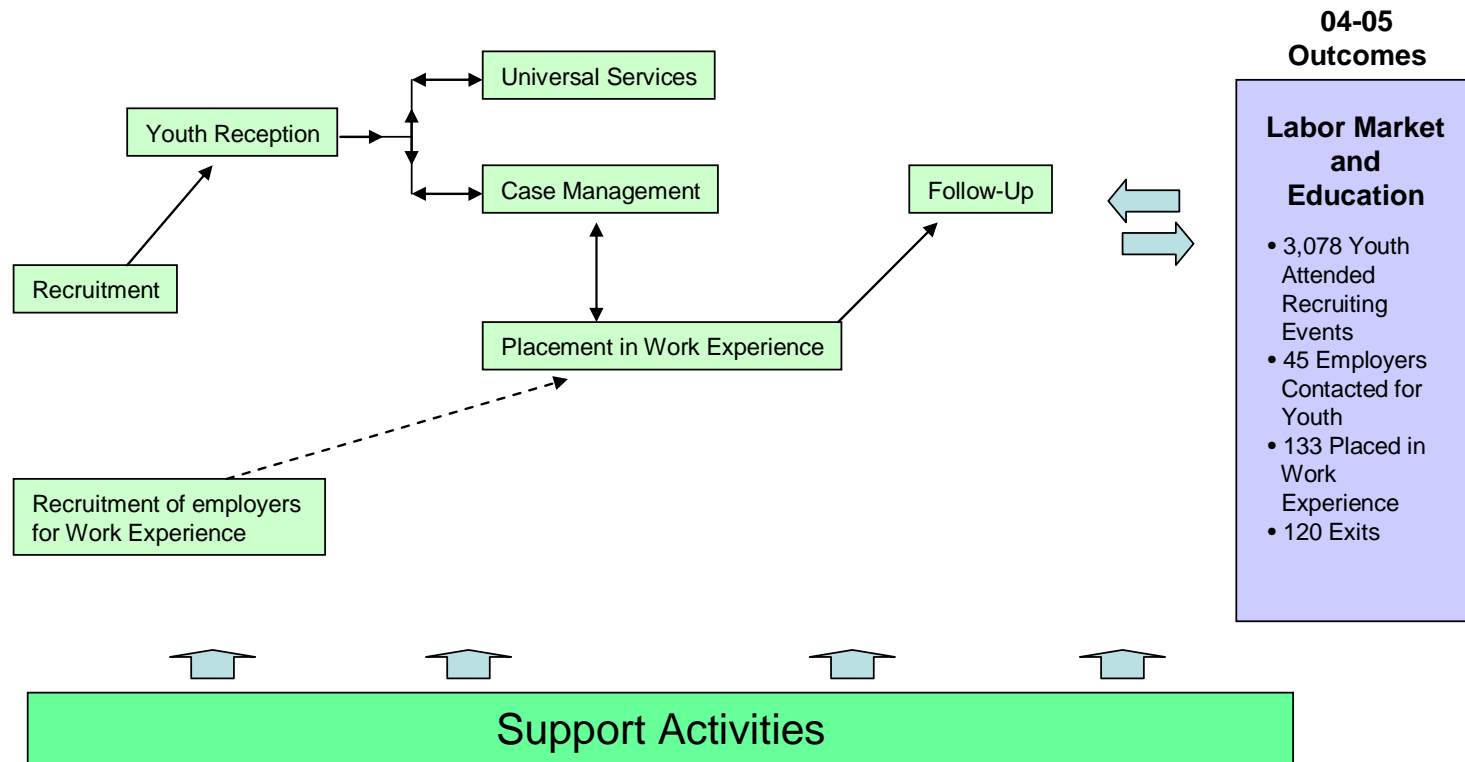 04-05
Outcomes
Universal Services
Youth Reception
Case Management
Follow-Up
Recruitment
Placement in Work Experience
Recruitment of employers
for Work Experience
Labor Market
and
Education
• 3,078 Youth
Attended
Recruiting
Events
• 45 Employers
Contacted for
Youth
• 133 Placed in
Work
Experience
• 120 Exits
Support Activities